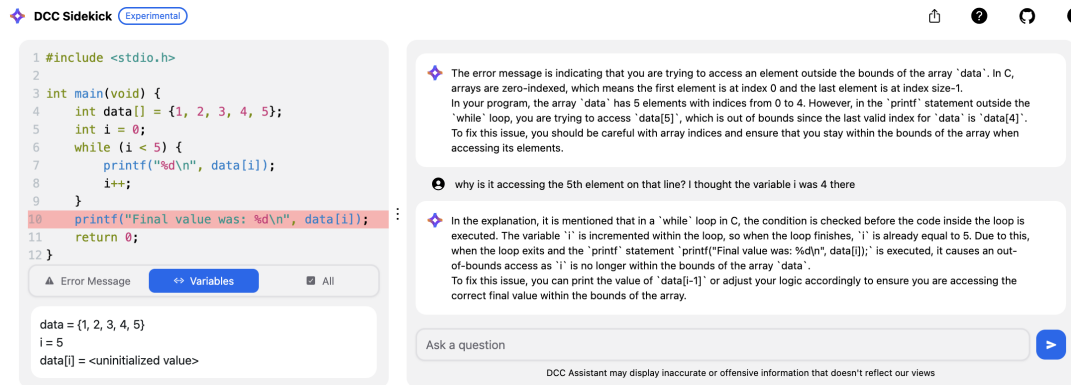 DCC Sidekick Experimental
1 #include <stdio.h>
2
3 int main(void) {
4 int data[] = {1, 2, 3, 4, 5};
5 int i = 0;
6 while (i < 5) {
7 printf("%d\n", data[i]);
8 i++;
9 }
10 printf("Final value was: %d\n", data[i]);
11 return 0;
12 }
Error Message
Variables
All
data = {1, 2, 3, 4, 5}
i = 5
data[i] = <uninitialized value>
The error message is indicating that you are trying to access an element outside the bounds of the array `data`. In C,
arrays are zero-indexed, which means the first element is at index 0 and the last element is at index size-1.
In your program, the array `data` has 5 elements with indices from 0 to 4. However, in the `printf` statement outside the
`while` loop, you are trying to access `data[5]`, which is out of bounds since the last valid index for `data` is `data[4]`.
To fix this issue, you should be careful with array indices and ensure that you stay within the bounds of the array when
accessing its elements.
why is it accessing the 5th element on that line? I thought the variable i was 4 there
In the explanation, it is mentioned that in a `while` loop in C, the condition is checked before the code inside the loop is
executed. The variable `i` is incremented within the loop, so when the loop finishes, `i` is already equal to 5. Due to this,
when the loop exits and the `printf` statement `printf("Final value was: %d\n", data[i]);` is executed, it causes an out-
of-bounds access as `i` is no longer within the bounds of the array `data`.
To fix this issue, you can print the value of `data[i-1]` or adjust your logic accordingly to ensure you are accessing the
correct final value within the bounds of the array.
Ask a question
DCC Assistant may display inaccurate or offensive information that doesn't reflect our views